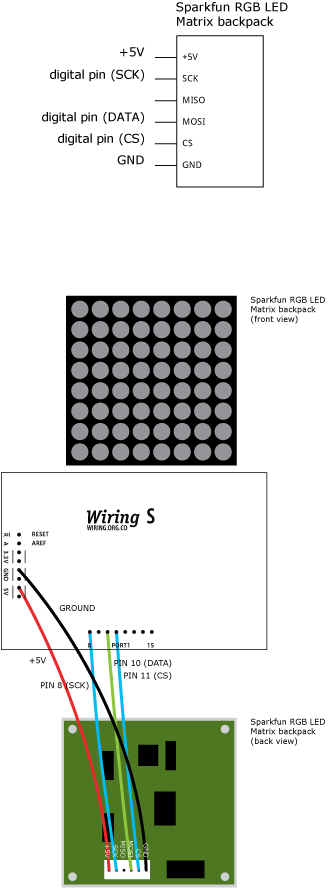 Sparkfun RGB LED
Matrix backpack
+5V
+5V
digital pin (SCK)
SCK
MISO
digital pin (DATA)
MOSI
digital pin (CS)
CS
GND
GND
Sparkfun RGB LED
Matrix backpack
(front view)
Wiring S
WIRING.ORG.CO
R
RESET
A
AREF
3.3V
GND
5V
GROUND
8
PORT1
15
+5V
PIN 10 (DATA)
PIN 11 (CS)
PIN 8 (SCK)
Sparkfun RGB LED
Matrix backpack
(back view)
+5V
SCK
MISO
MOSI
CS
GND